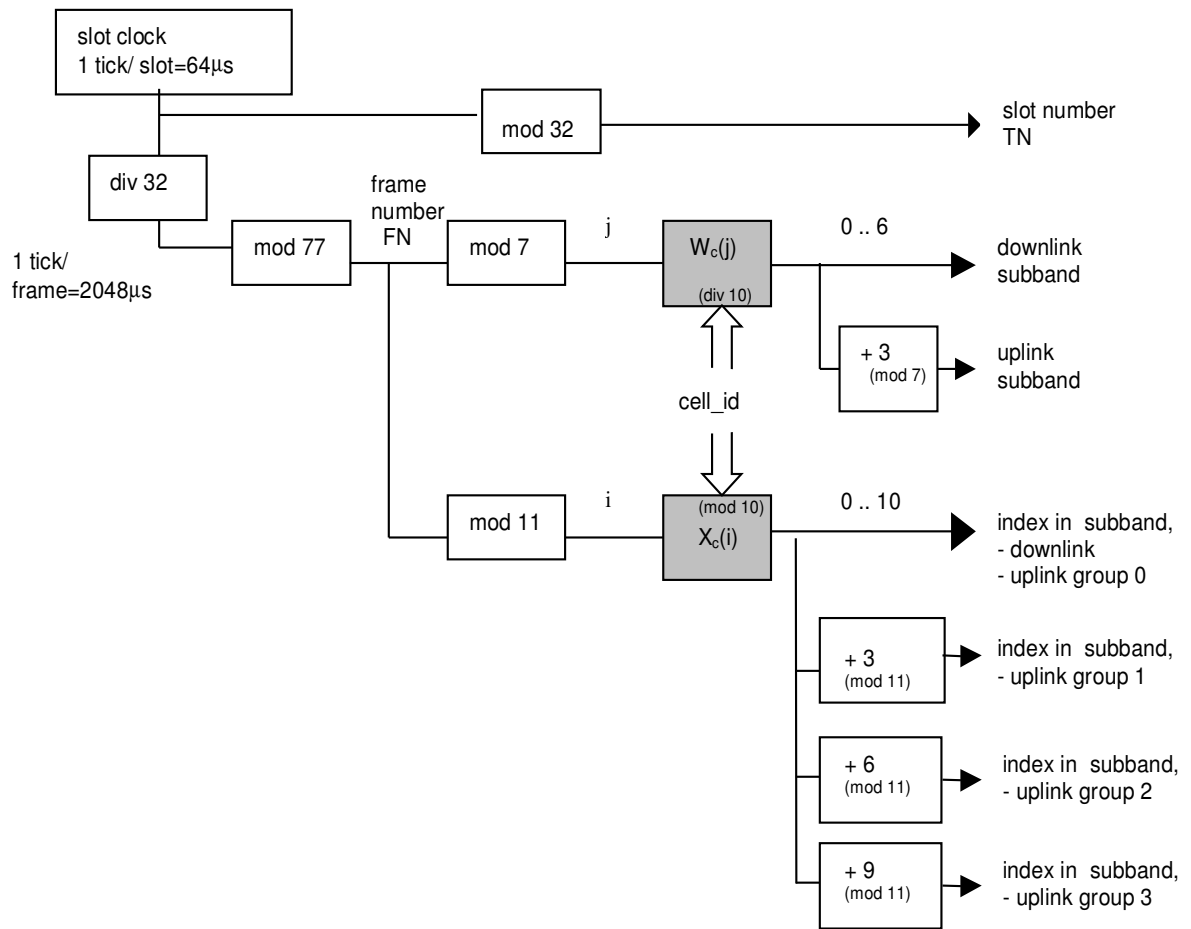 slot clock
1 tick/ slot=64μs
mod 32
slot number
TN
div 32
frame
number
FN
1 tick/
frame=2048μs
mod 77
mod 7
j
W_c(j)
(div 10)
0 .. 6
downlink
subband
+ 3
(mod 7)
uplink
subband
cell_id
mod 11
i
(mod 10)
X_c(i)
0 .. 10
index in subband,
- downlink
- uplink group 0
+ 3
(mod 11)
index in subband,
- uplink group 1
+ 6
(mod 11)
index in subband,
- uplink group 2
+ 9
(mod 11)
index in subband,
- uplink group 3